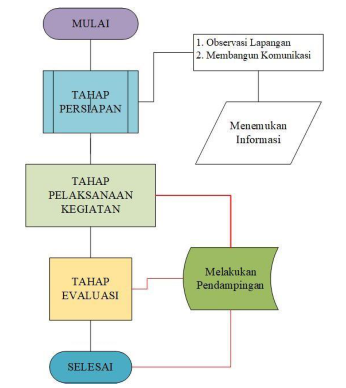 MULAI
1. Observasi Lapangan
2. Membangun Komunikasi
TAHAP
PERSIAPAN
Menemukan
Informasi
TAHAP
PELAKSANAAN
KEGIATAN
Melakukan
Pendampingan
TAHAP
EVALUASI
SELESAI